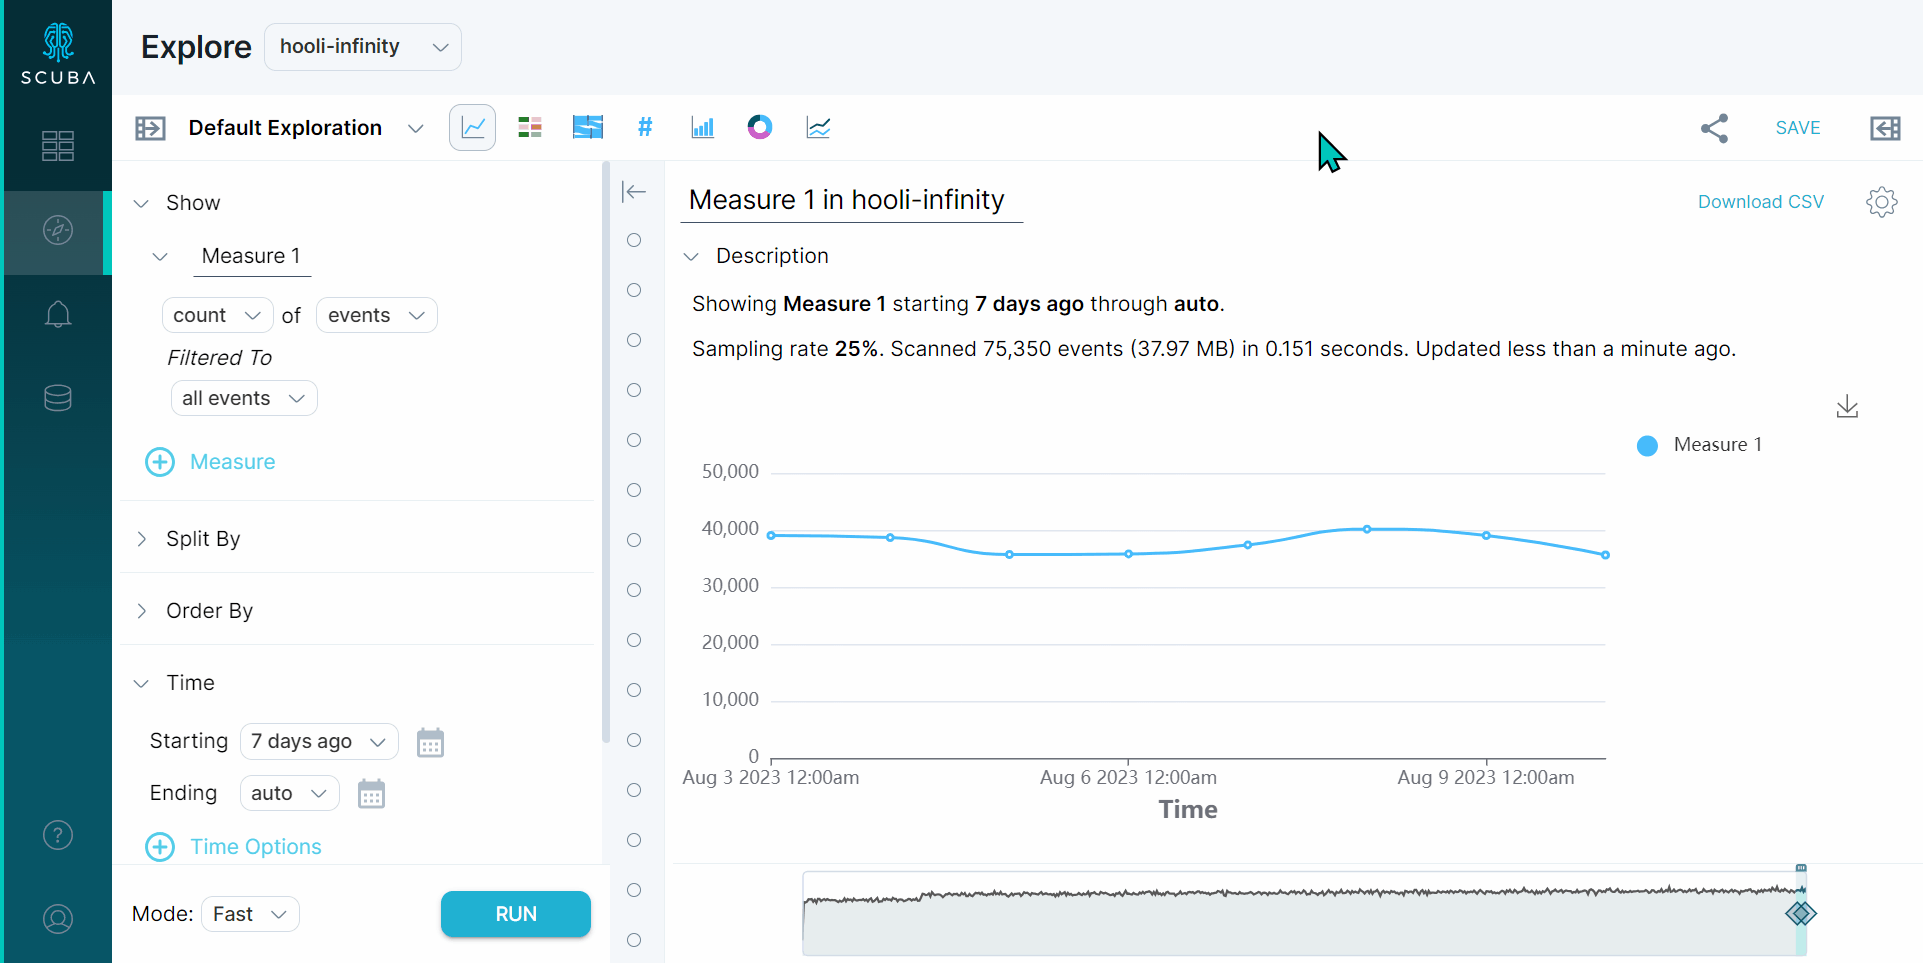 SCUBA
Explore
hooli-infinity
Default Exploration
#
SAVE
Show
Measure 1
count
of
events
Filtered To
all events
Measure
Split By
Order By
Time
Starting
7 days ago
Ending
auto
Time Options
Mode:
Fast
RUN
Measure 1 in hooli-infinity
Download CSV
Description
Showing Measure 1 starting 7 days ago through auto.
Sampling rate 25%. Scanned 75,350 events (37.97 MB) in 0.151 seconds. Updated less than a minute ago.
Measure 1
50,000
40,000
30,000
20,000
10,000
0
Aug 3 2023 12:00am
Aug 6 2023 12:00am
Aug 9 2023 12:00am
Time
?